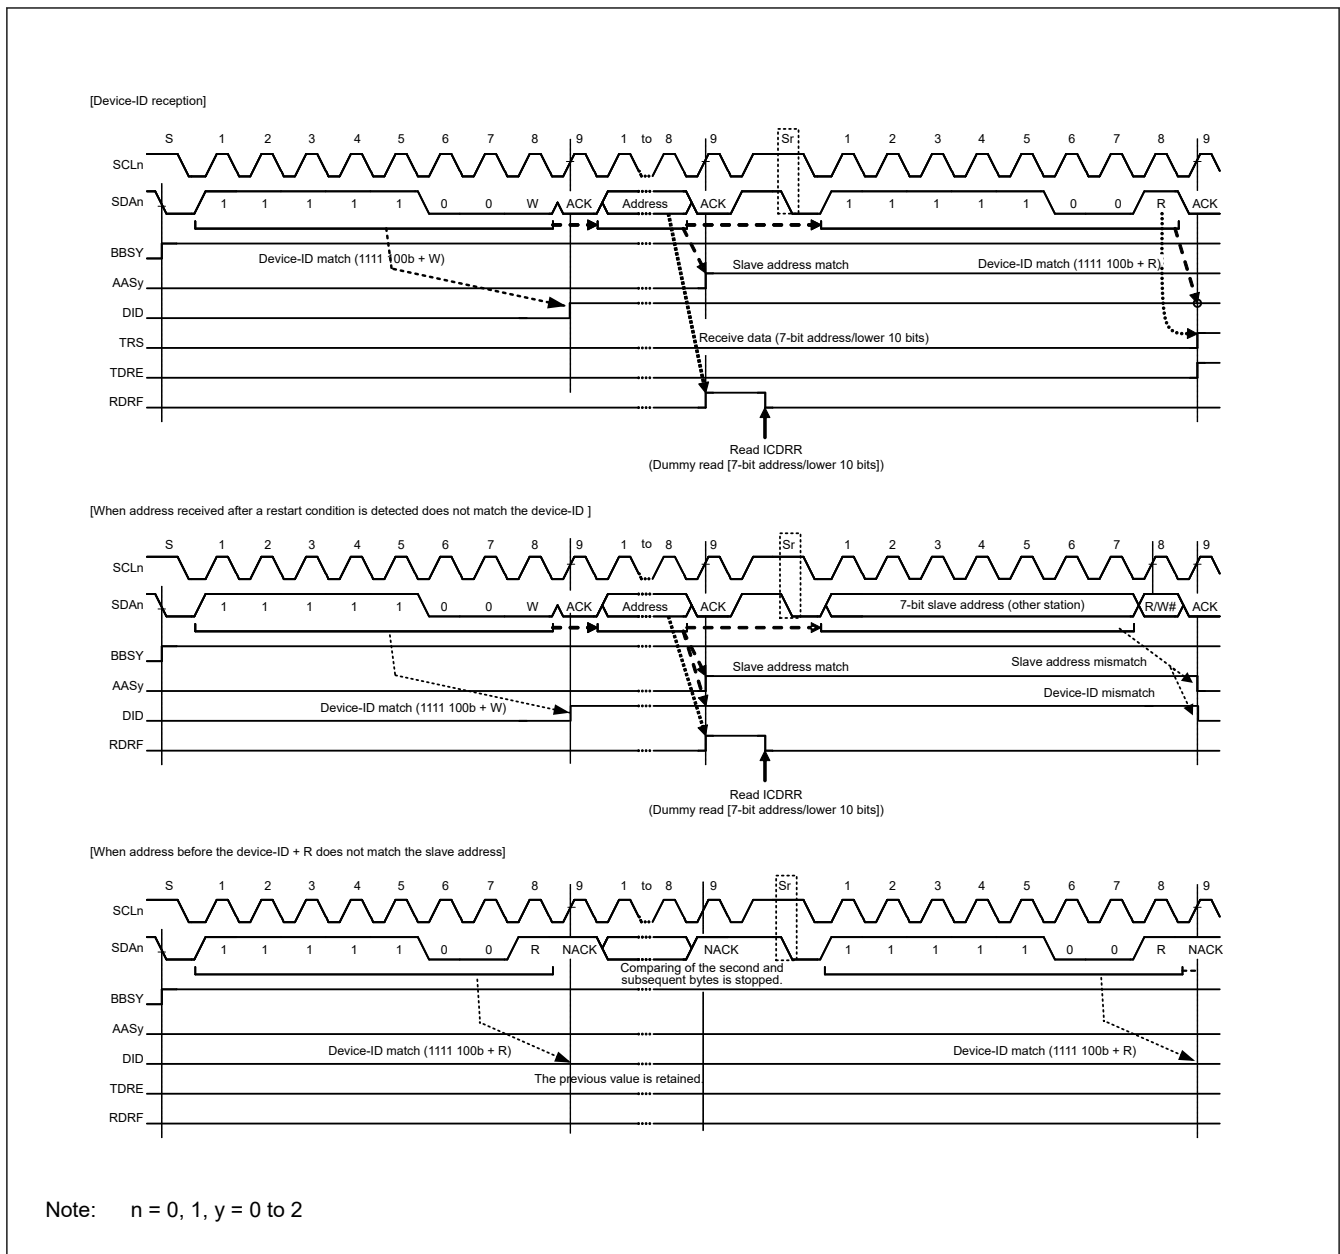 [Device-ID reception]
S 1 2 3 4 5 6 7 8 9 1 to 8 9 Sr 1 2 3 4 5 6 7 8 9
SCLn
SDAn 1 1 1 1 1 0 0 W ACK Address ACK 1 1 1 1 1 0 0 R ACK
BBSY
Device-ID match (1111 100b + W) Slave address match Device-ID match (1111 100b + R)
AASy
DID
TRS Receive data (7-bit address/lower 10 bits)
TDRE
RDRF
Read ICDRR
(Dummy read [7-bit address/lower 10 bits])
[When address received after a restart condition is detected does not match the device-ID ]
S 1 2 3 4 5 6 7 8 9 1 to 8 9 Sr 1 2 3 4 5 6 7 8 9
SCLn
SDAn 1 1 1 1 1 0 0 W ACK Address ACK 7-bit slave address (other station) R/W# ACK
BBSY
Slave address match Slave address mismatch
AASy
Device-ID match (1111 100b + W) Device-ID mismatch
DID
RDRF
Read ICDRR
(Dummy read [7-bit address/lower 10 bits])
[When address before the device-ID + R does not match the slave address]
S 1 2 3 4 5 6 7 8 9 1 to 8 9 Sr 1 2 3 4 5 6 7 8 9
SCLn
SDAn 1 1 1 1 1 0 0 R NACK NACK 1 1 1 1 1 0 0 R NACK
Comparing of the second and
subsequent bytes is stopped.
BBSY
AASy
Device-ID match (1111 100b + R) Device-ID match (1111 100b + R)
DID
The previous value is retained.
TDRE
RDRF
Note: n = 0, 1, y = 0 to 2